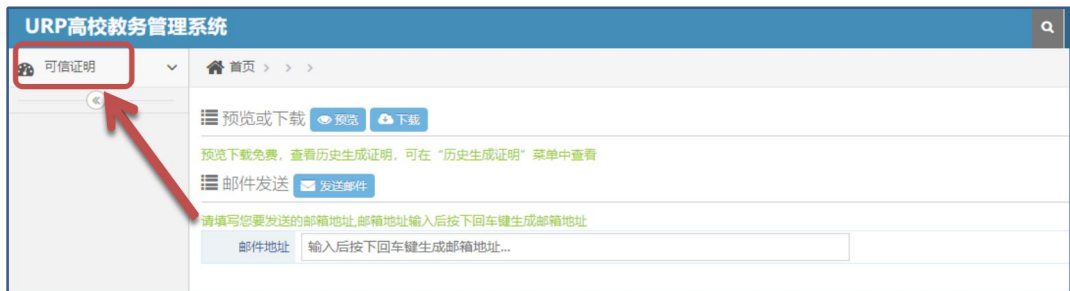 URP高校教务管理系统
可信证明
首页 > > >
预览或下载 预览 下载
预览下载免费，查看历史生成证明，可在“历史生成证明”菜单中查看
邮件发送 发送邮件
请填写您要发送的邮箱地址,邮箱地址输入后按下回车键生成邮箱地址
邮件地址 输入后按下回车键生成邮箱地址...